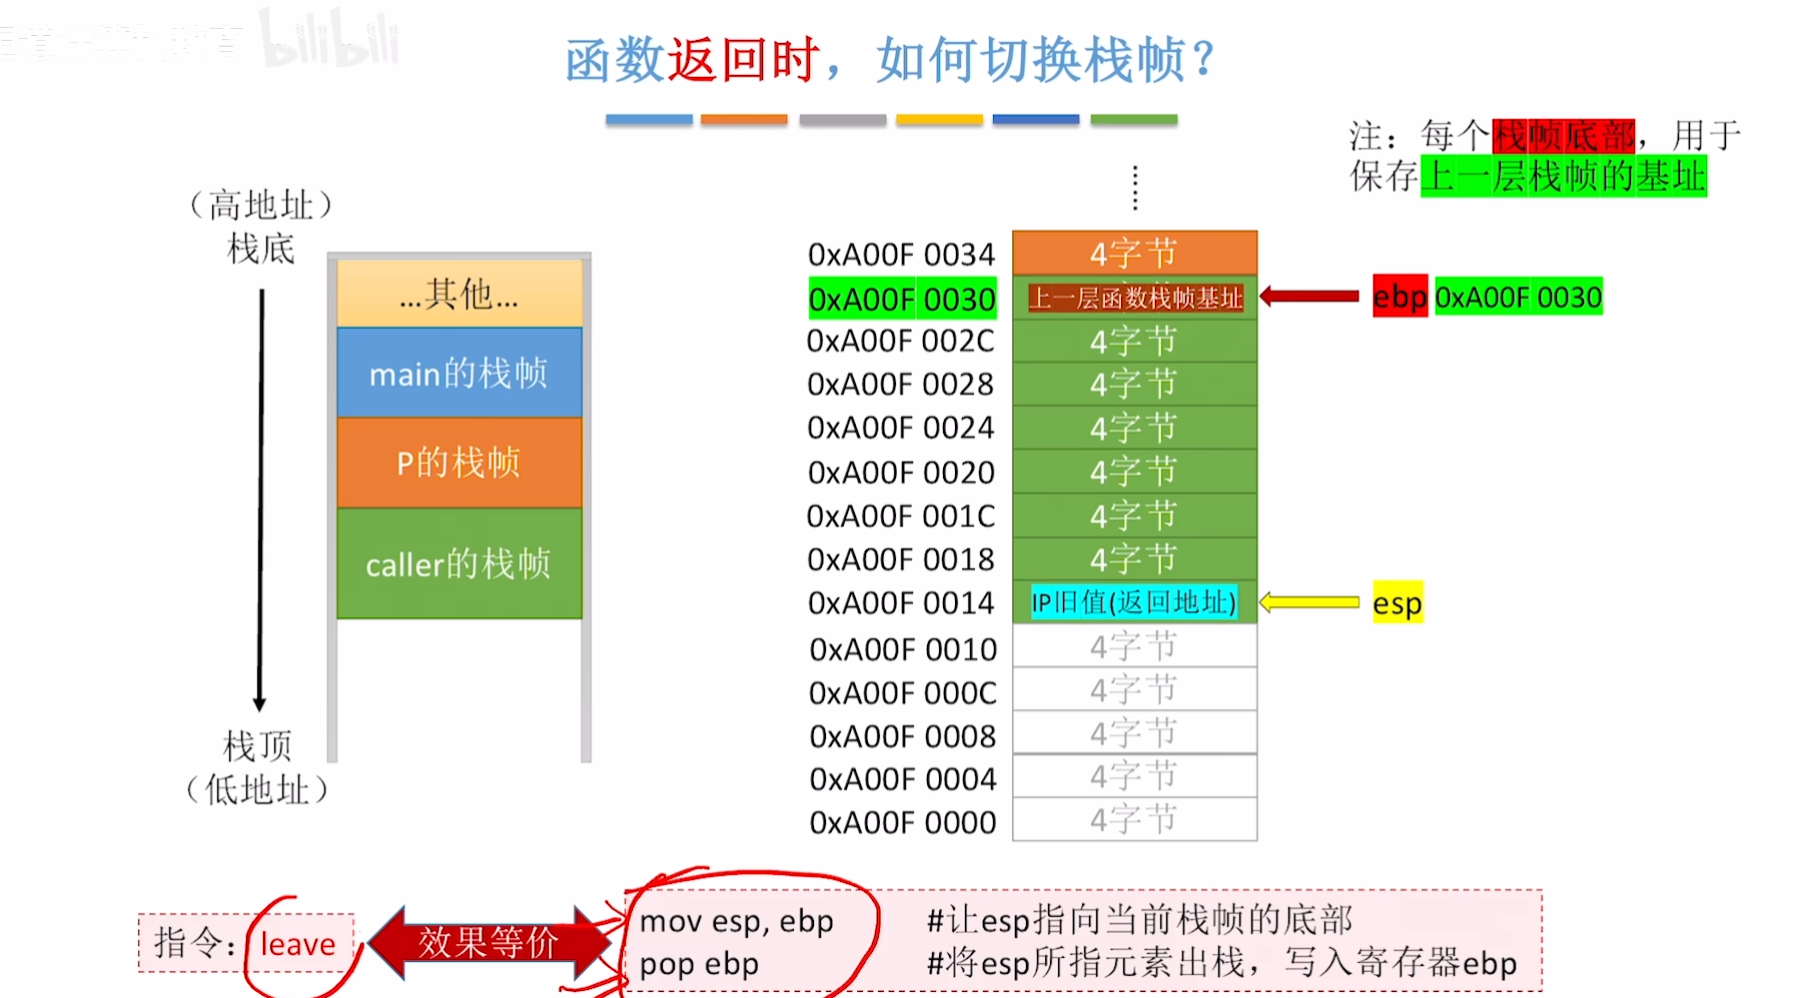 bilibili
函数返回时，如何切换栈帧？
注：每个栈帧底部，用于
保存上一层栈帧的基址
（高地址）
栈底
…其他…
main的栈帧
P的栈帧
caller的栈帧
栈顶
（低地址）
0xA00F 0034 4字节
0xA00F 0030 上一层函数栈帧基址 ebp 0xA00F 0030
0xA00F 002C 4字节
0xA00F 0028 4字节
0xA00F 0024 4字节
0xA00F 0020 4字节
0xA00F 001C 4字节
0xA00F 0018 4字节
0xA00F 0014 IP旧值(返回地址) esp
0xA00F 0010 4字节
0xA00F 000C 4字节
0xA00F 0008 4字节
0xA00F 0004 4字节
0xA00F 0000 4字节
指令：leave
效果等价
mov esp, ebp #让esp指向当前栈帧的底部
pop ebp #将esp所指元素出栈，写入寄存器ebp